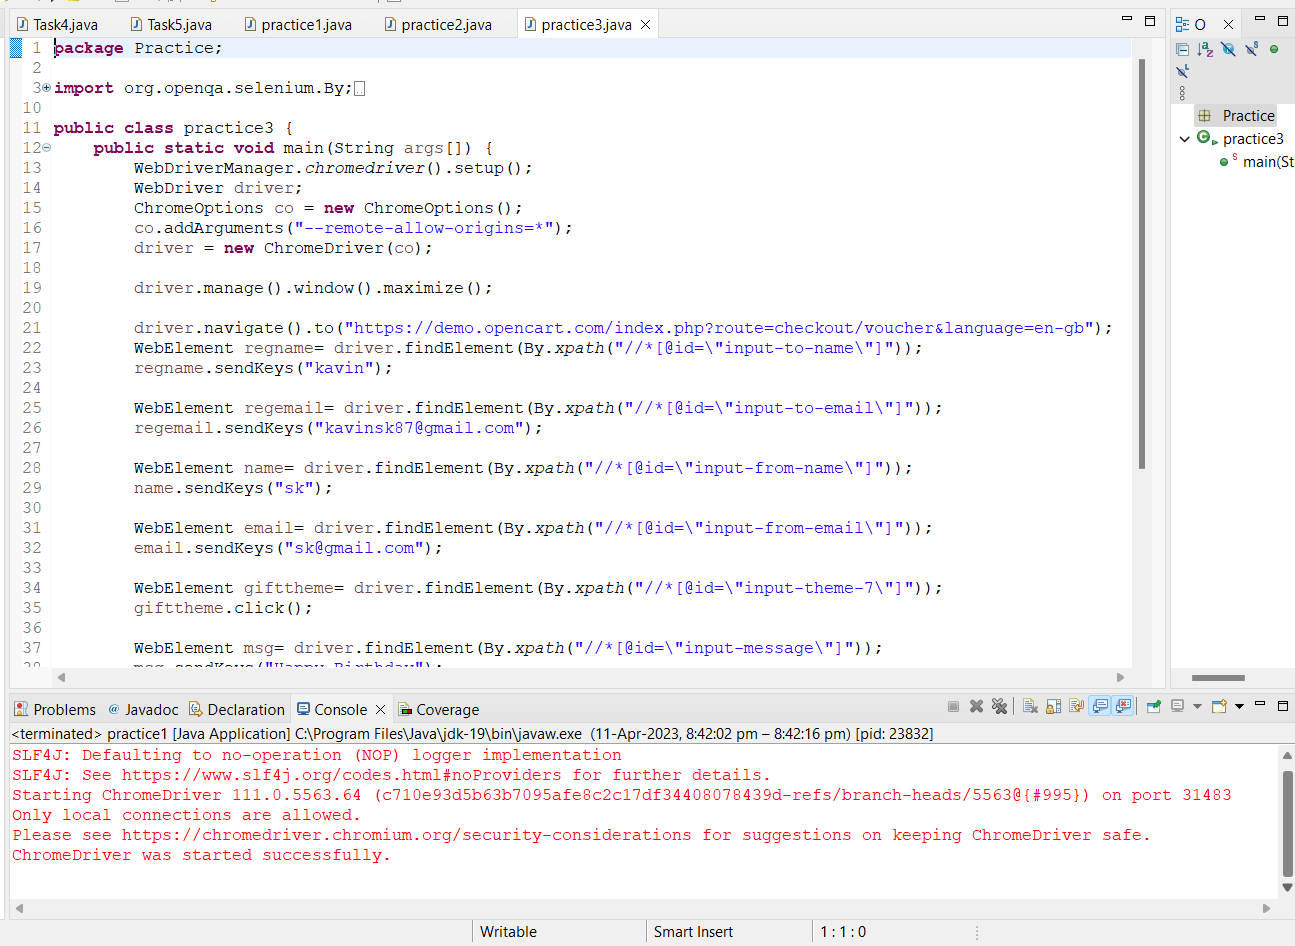 Task4.java Task5.java practice1.java practice2.java practice3.java
O
1 package Practice;
2
3 import org.openqa.selenium.By;
10
11 public class practice3 {
12 public static void main(String args[]) {
13 WebDriverManager.chromedriver().setup();
14 WebDriver driver;
15 ChromeOptions co = new ChromeOptions();
16 co.addArguments("--remote-allow-origins=*");
17 driver = new ChromeDriver(co);
18
19 driver.manage().window().maximize();
20
21 driver.navigate().to("https://demo.opencart.com/index.php?route=checkout/voucher&language=en-gb");
22 WebElement regname= driver.findElement(By.xpath("//*[@id=\"input-to-name\"]"));
23 regname.sendKeys("kavin");
24
25 WebElement regemail= driver.findElement(By.xpath("//*[@id=\"input-to-email\"]"));
26 regemail.sendKeys("kavinsk87@gmail.com");
27
28 WebElement name= driver.findElement(By.xpath("//*[@id=\"input-from-name\"]"));
29 name.sendKeys("sk");
30
31 WebElement email= driver.findElement(By.xpath("//*[@id=\"input-from-email\"]"));
32 email.sendKeys("sk@gmail.com");
33
34 WebElement gifttheme= driver.findElement(By.xpath("//*[@id=\"input-theme-7\"]"));
35 gifttheme.click();
36
37 WebElement msg= driver.findElement(By.xpath("//*[@id=\"input-message\"]"));
38 msg.sendKeys("Happy Birthday");
Practice
practice3
main(St
Problems Javadoc Declaration Console Coverage
<terminated> practice1 [Java Application] C:\Program Files\Java\jdk-19\bin\javaw.exe (11-Apr-2023, 8:42:02 pm – 8:42:16 pm) [pid: 23832]
SLF4J: Defaulting to no-operation (NOP) logger implementation
SLF4J: See https://www.slf4j.org/codes.html#noProviders for further details.
Starting ChromeDriver 111.0.5563.64 (c710e93d5b63b7095afe8c2c17df34408078439d-refs/branch-heads/5563@{#995}) on port 31483
Only local connections are allowed.
Please see https://chromedriver.chromium.org/security-considerations for suggestions on keeping ChromeDriver safe.
ChromeDriver was started successfully.
Writable Smart Insert 1 : 1 : 0